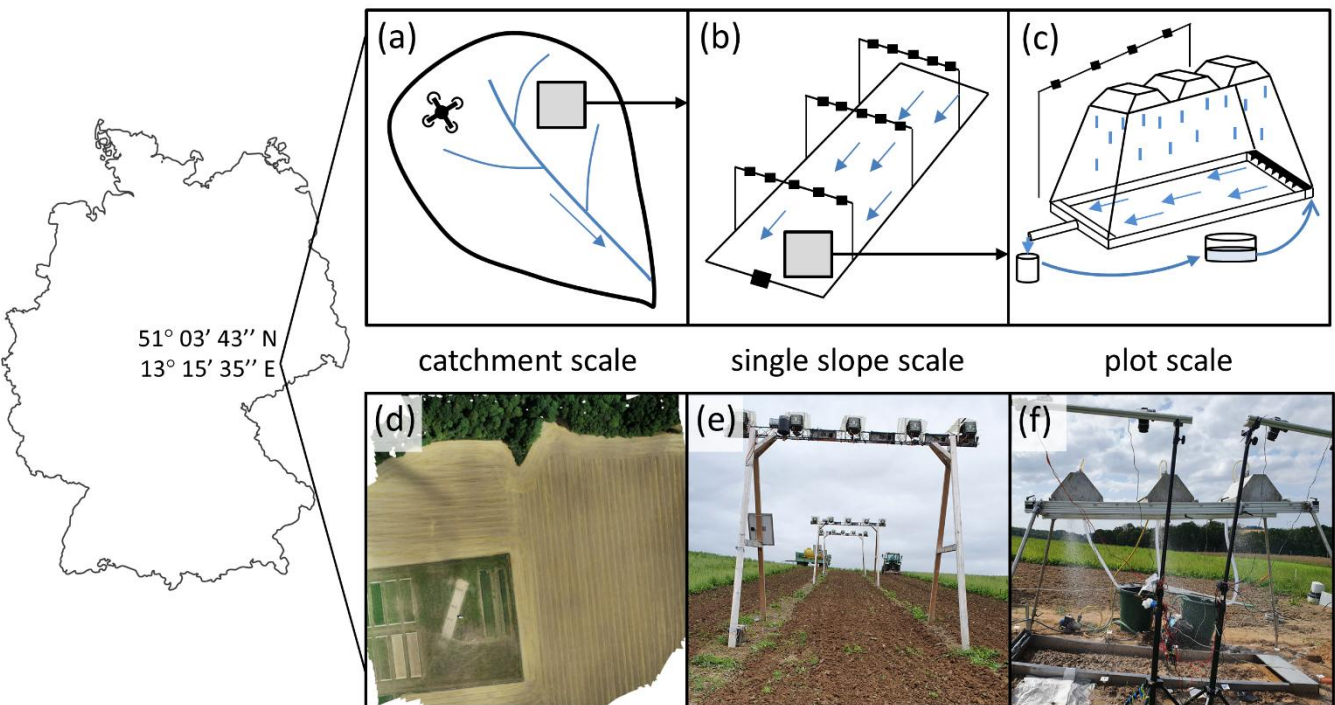 (a)
(b)
(c)
51° 03’ 43’’ N
13° 15’ 35’’ E
catchment scale
single slope scale
plot scale
(d)
(e)
(f)